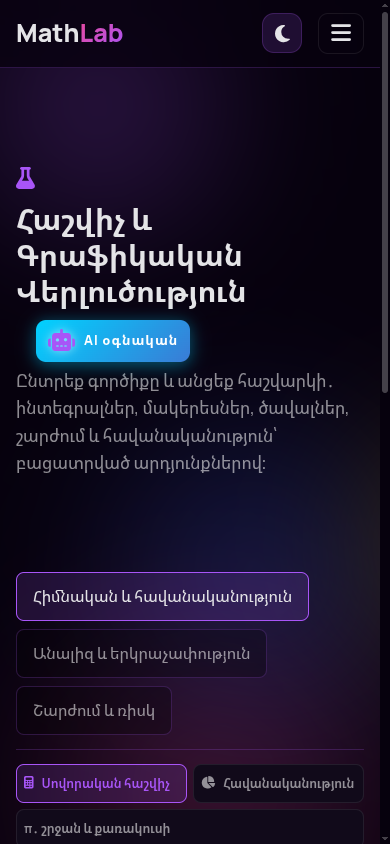 MathLab
Հաշվիչ և
Գրաֆիկական
Վերլուծություն
AI օգնական
Ընտրեք գործիքը և անցեք հաշվարկի․
ինտեգրալներ, մակերեսներ, ծավալներ,
շարժում և հավանականություն՝
բացատրված արդյունքներով։
Հիմնական և հավանականություն
Անալիզ և երկրաչափություն
Շարժում և ռիսկ
Սովորական հաշվիչ
Հավանականություն
π․ շրջան և քառակուսի